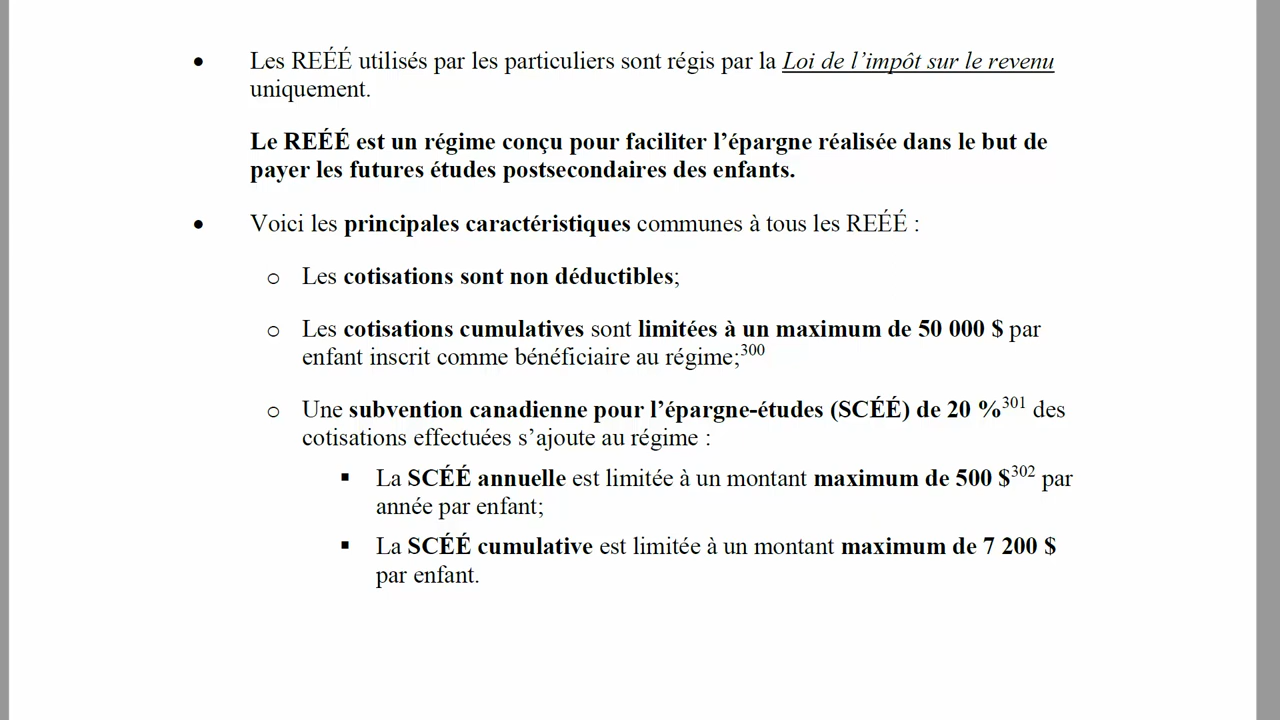 • Les REÉÉ utilisés par les particuliers sont régis par la Loi de l’impôt sur le revenu
uniquement.
Le REÉÉ est un régime conçu pour faciliter l’épargne réalisée dans le but de
payer les futures études postsecondaires des enfants.
• Voici les principales caractéristiques communes à tous les REÉÉ :
o Les cotisations sont non déductibles;
o Les cotisations cumulatives sont limitées à un maximum de 50 000 $ par
enfant inscrit comme bénéficiaire au régime;300
o Une subvention canadienne pour l’épargne-études (SCÉÉ) de 20 %301 des
cotisations effectuées s’ajoute au régime :
▪ La SCÉÉ annuelle est limitée à un montant maximum de 500 $302 par
année par enfant;
▪ La SCÉÉ cumulative est limitée à un montant maximum de 7 200 $
par enfant.